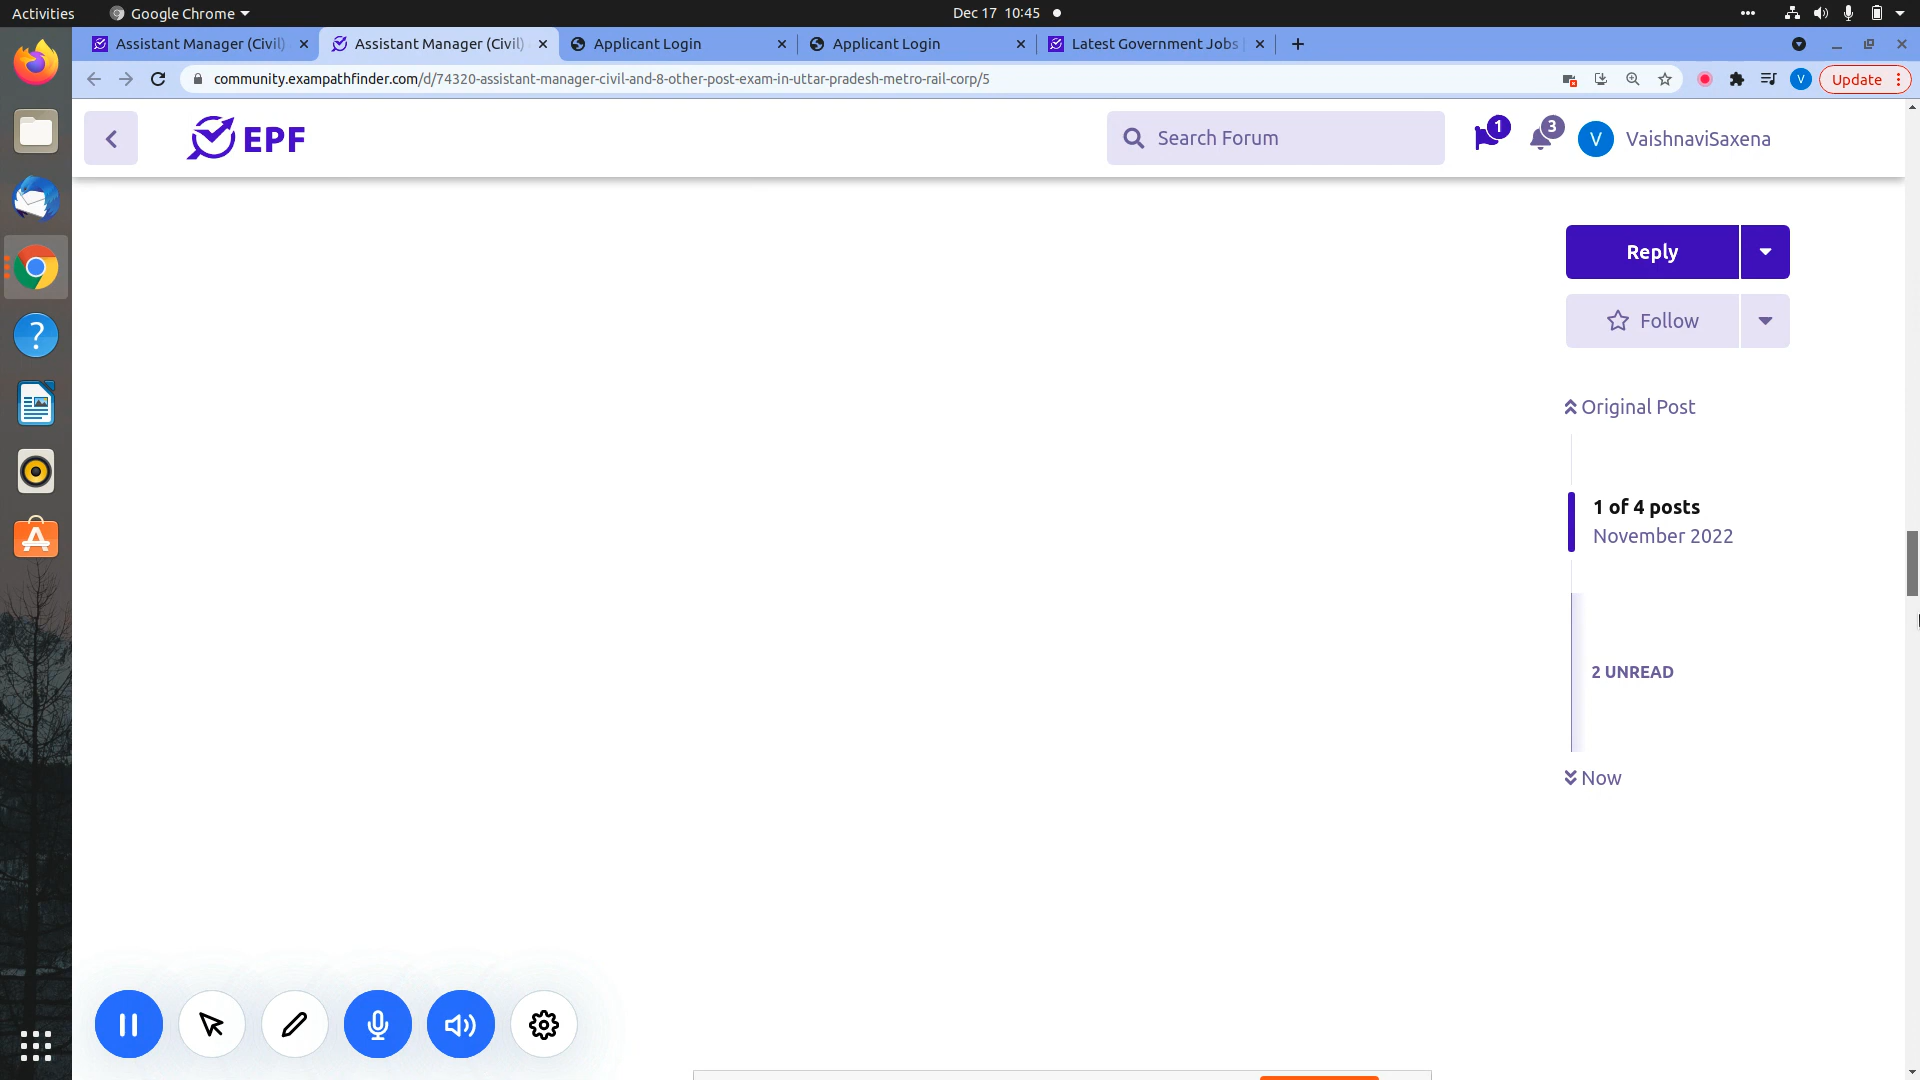 Activities
Google Chrome
Dec 17 10:45
Assistant Manager (Civil)
Assistant Manager (Civil)
Applicant Login
Applicant Login
Latest Government Jobs
community.exampathfinder.com/d/74320-assistant-manager-civil-and-8-other-post-exam-in-uttar-pradesh-metro-rail-corp/5
V
Update
EPF
Search Forum
1
3
V
VaishnaviSaxena
Reply
Follow
Original Post
1 of 4 posts
November 2022
2 UNREAD
Now